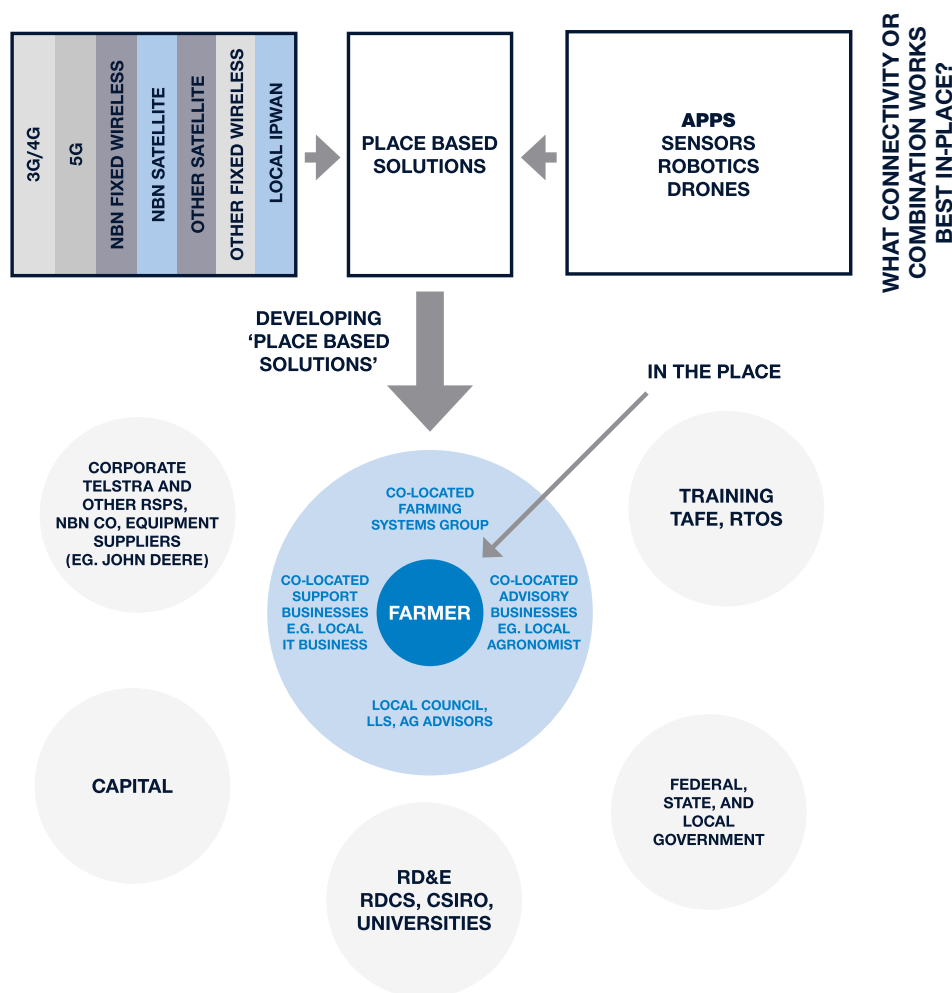 3G/4G
5G
NBN FIXED WIRELESS
NBN SATELLITE
OTHER SATELLITE
OTHER FIXED WIRELESS
LOCAL IPWAN
PLACE BASED
SOLUTIONS
APPS
SENSORS
ROBOTICS
DRONES
WHAT CONNECTIVITY OR
COMBINATION WORKS
BEST IN-PLACE?
DEVELOPING
‘PLACE BASED
SOLUTIONS’
IN THE PLACE
CORPORATE
TELSTRA AND
OTHER RSPS,
NBN CO, EQUIPMENT
SUPPLIERS
(EG. JOHN DEERE)
CO-LOCATED
FARMING
SYSTEMS GROUP
TRAINING
TAFE, RTOS
CO-LOCATED
SUPPORT
BUSINESSES
E.G. LOCAL
IT BUSINESS
FARMER
CO-LOCATED
ADVISORY
BUSINESSES
EG. LOCAL
AGRONOMIST
LOCAL COUNCIL,
LLS, AG ADVISORS
CAPITAL
FEDERAL,
STATE, AND
LOCAL
GOVERNMENT
RD&E
RDCS, CSIRO,
UNIVERSITIES